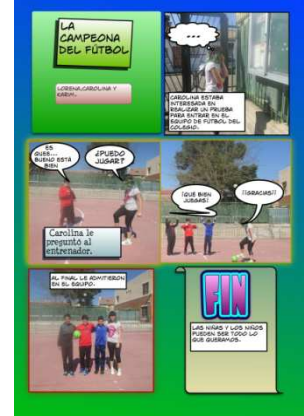 LA
CAMPEONA
DEL FÚTBOL
LORENA,CAROLINA Y
KARIM.
...
CAROLINA ESTABA
INTERESADA EN
REALIZAR UN PRUEBA
PARA ENTRAR EN EL
EQUIPO DE FUTBOL DEL
COLEGIO.
ES
QUES...
BUENO ESTÁ
BIEN
¿PUEDO
JUGAR?
Carolina le
preguntó al
entrenador.
¡QUÉ BIEN
JUEGAS!
¡¡GRACIAS!!
AL FINAL LE ADMITIERON
EN EL EQUIPO.
FIN
LAS NIÑAS Y LOS NIÑOS
PUEDEN SER TODO LO
QUE QUERAMOS.